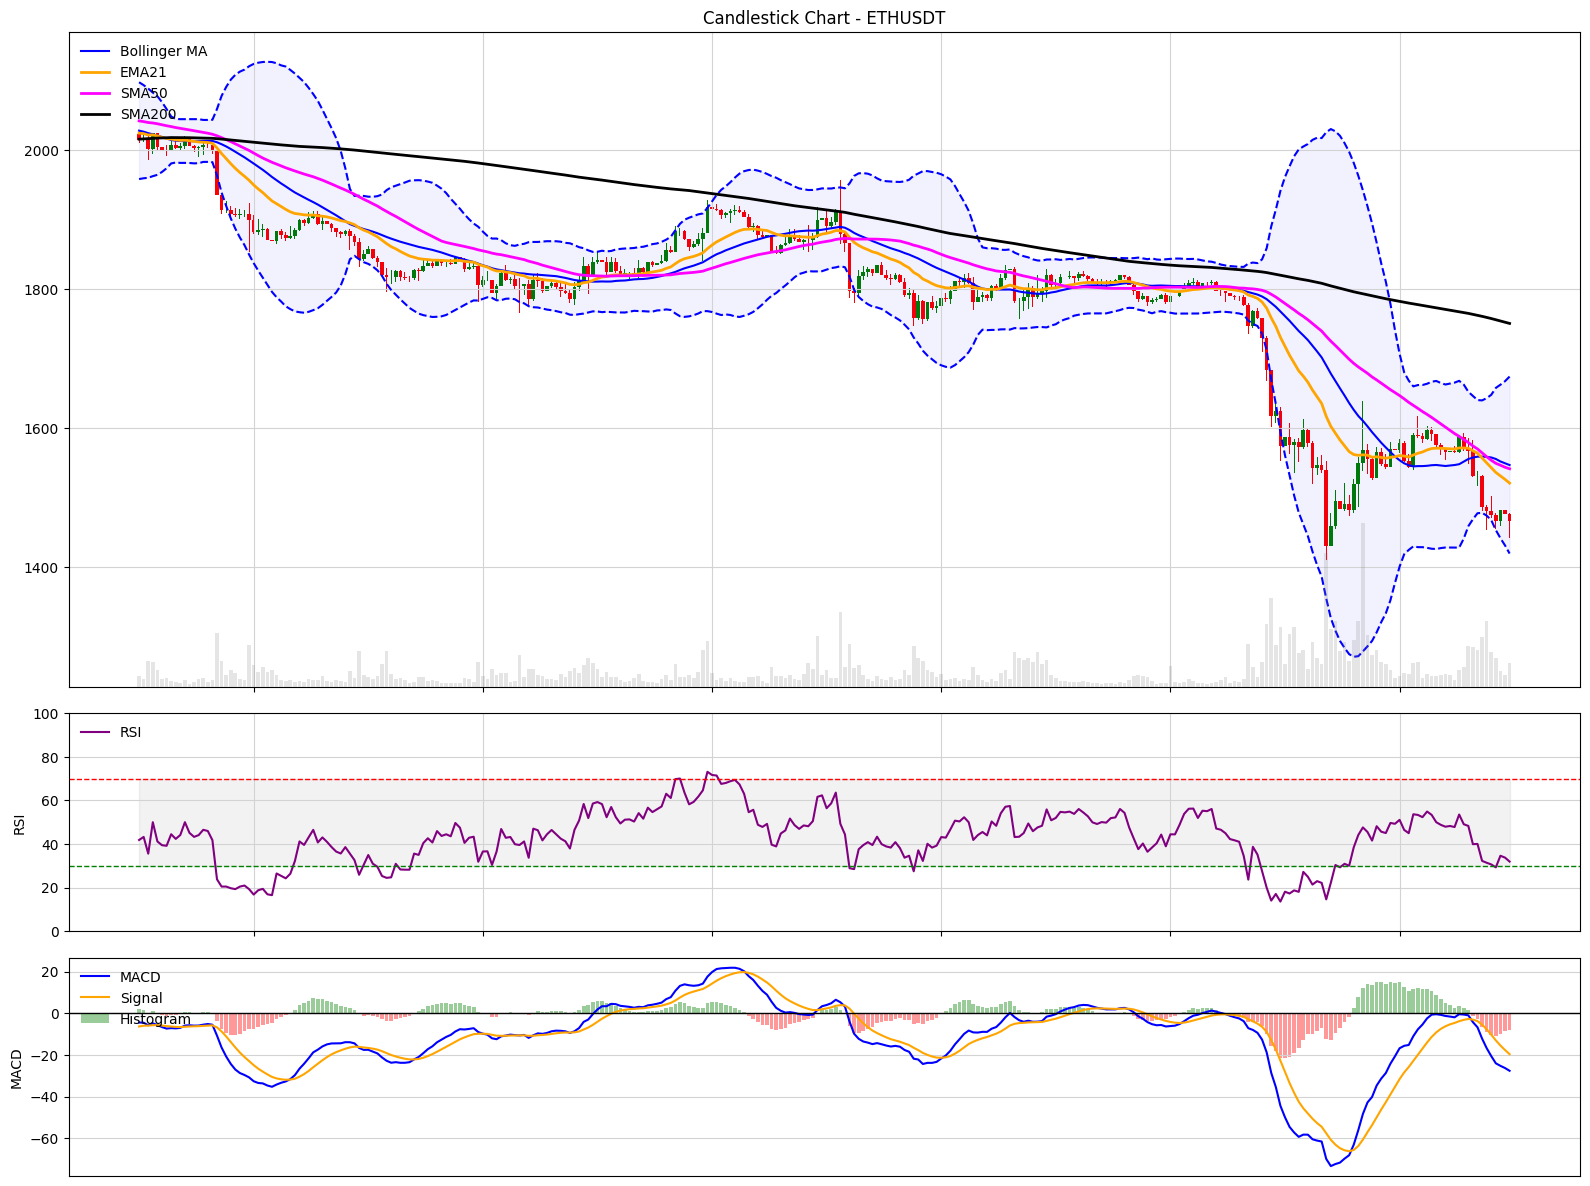 Candlestick Chart - ETHUSDT
Bollinger MA
EMA21
SMA50
SMA200
2000
1800
1600
1400
RSI
100
80
60
40
20
0
RSI
MACD
Signal
Histogram
20
0
−20
−40
−60
MACD